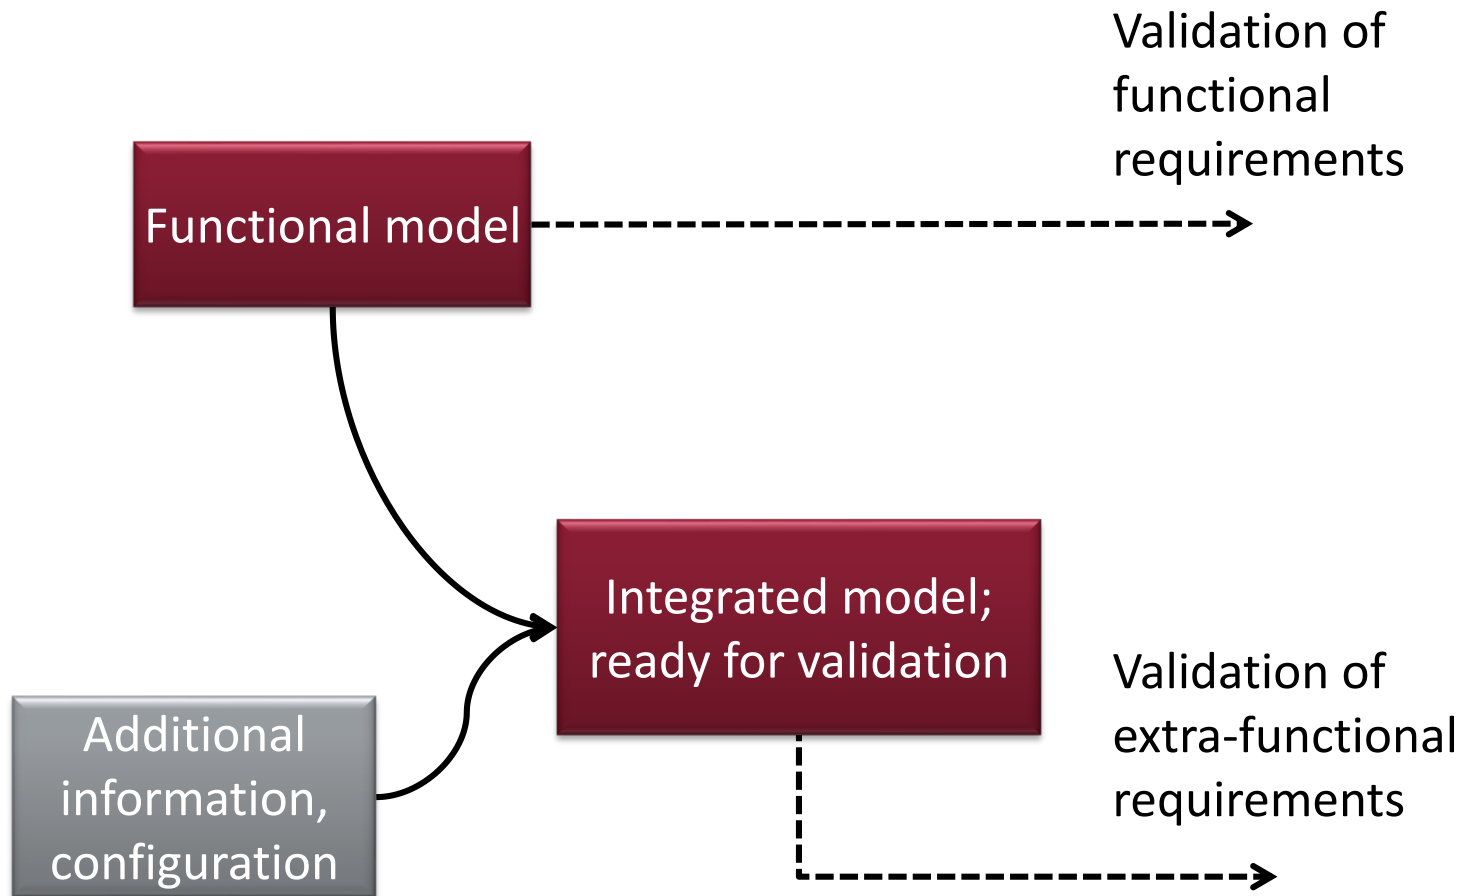 Validation of
functional
requirements
Functional model
Integrated model;
ready for validation
Additional
information,
configuration
Validation of
extra-functional
requirements